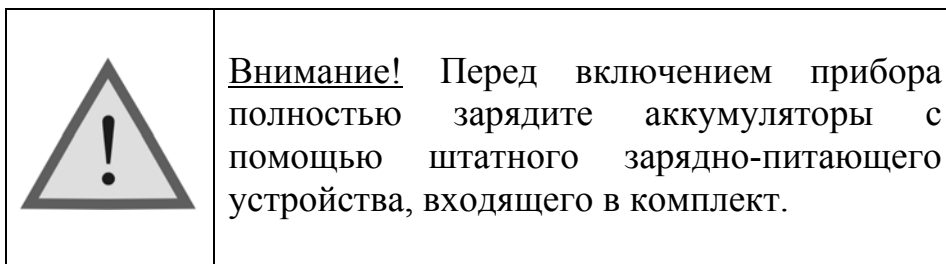 Внимание! Перед включением прибора
полностью зарядите аккумуляторы с
помощью штатного зарядно-питающего
устройства, входящего в комплект.